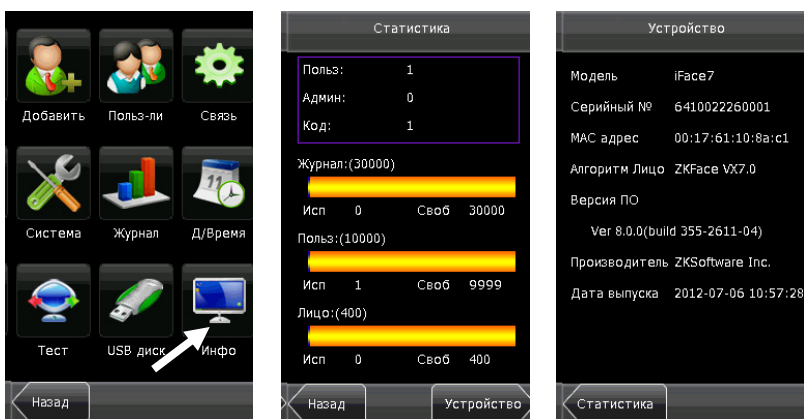 Добавить Польз-ли Связь
11
Система Журнал Д/Время
Тест USB диск Инфо
Назад
Статистика
Польз: 1
Админ: 0
Код: 1
Журнал:(30000)
Исп 0 Своб 30000
Польз:(10000)
Исп 1 Своб 9999
Лицо:(400)
Исп 0 Своб 400
Назад Устройство
Устройство
Модель iFace7
Серийный № 6410022260001
MAC адрес 00:17:61:10:8a:c1
Алгоритм Лицо ZKFace VX7.0
Версия ПО
Ver 8.0.0(build 355-2611-04)
Производитель ZKSoftware Inc.
Дата выпуска 2012-07-06 10:57:28
Статистика